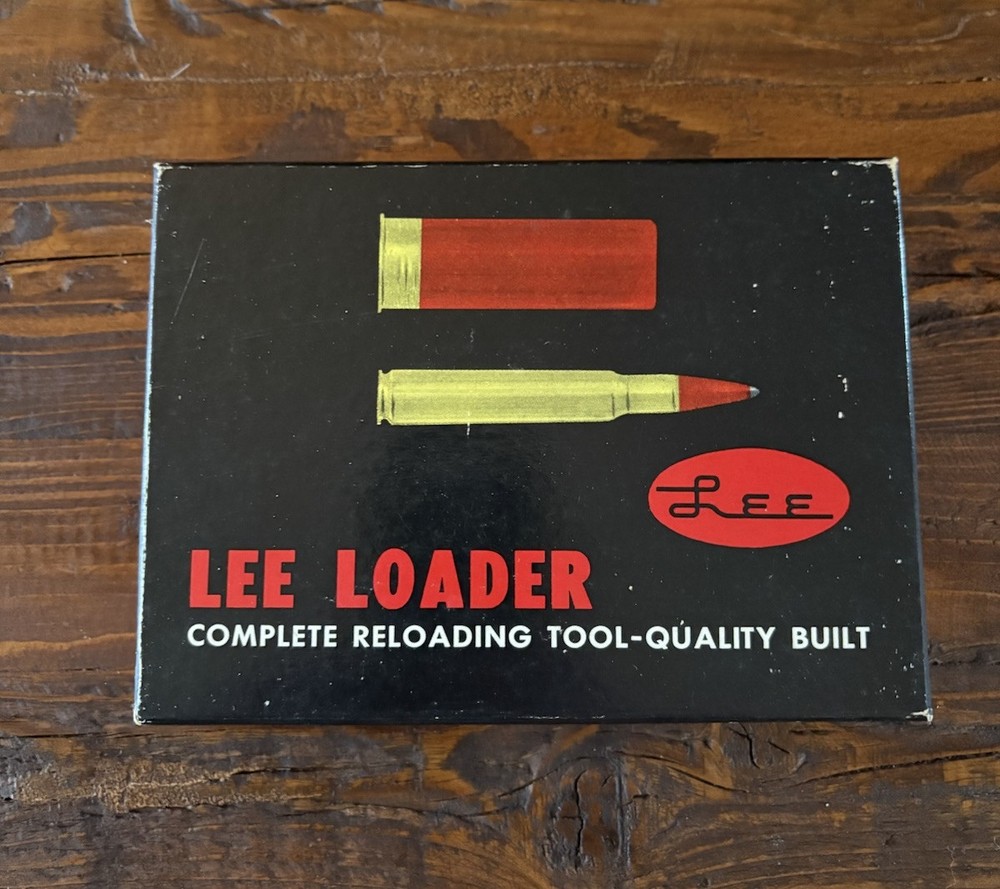 LEE
LEE LOADER
COMPLETE RELOADING TOOL-QUALITY BUILT